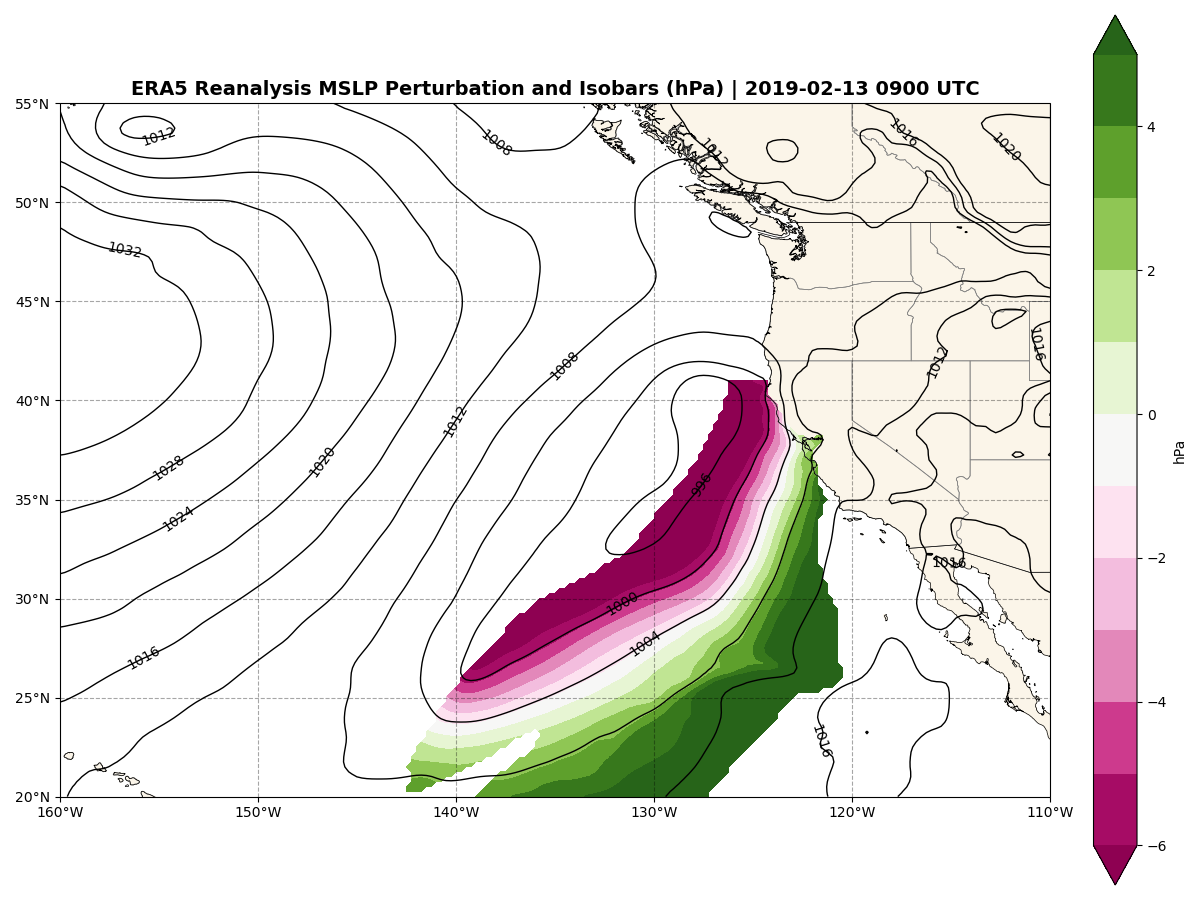 ERA5 Reanalysis MSLP Perturbation and Isobars (hPa) | 2019-02-13 0900 UTC
55°N
50°N
45°N
40°N
35°N
30°N
25°N
20°N
160°W
150°W
140°W
130°W
120°W
110°W
1012
1008
1012
1016
1020
1032
1008
1012
1016
1012
1028
1020
1024
996
1000
1004
1016
1016
1016
4
2
0
−2
−4
−6
hPa